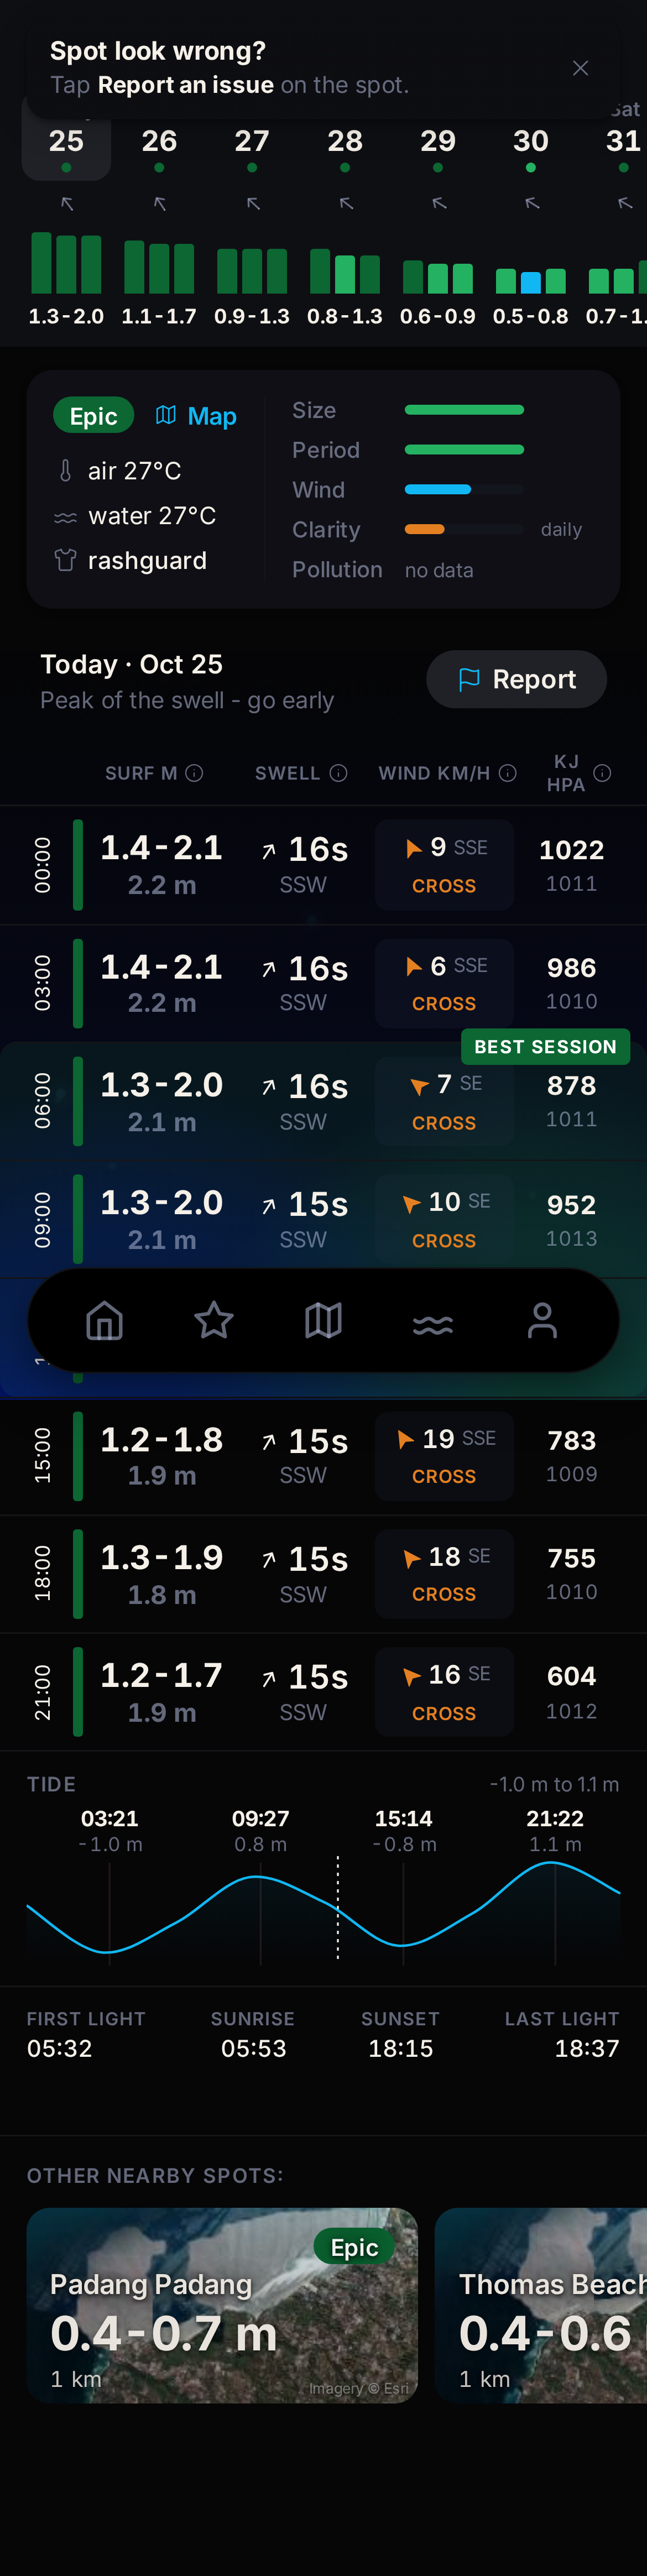 Spot look wrong?
Tap Report an issue on the spot.
25 26 27 28 29 30 31
1.3-2.0 1.1-1.7 0.9-1.3 0.8-1.3 0.6-0.9 0.5-0.8 0.7-1.
Epic Map
air 27°C
water 27°C
rashguard
Size
Period
Wind
Clarity daily
Pollution no data
Today · Oct 25
Peak of the swell - go early
Report
SURF M SWELL WIND KM/H KJ HPA
00:00 1.4-2.1 16s 9 SSE 1022
2.2 m SSW CROSS 1011
03:00 1.4-2.1 16s 6 SSE 986
2.2 m SSW CROSS 1010
BEST SESSION
06:00 1.3-2.0 16s 7 SE 878
2.1 m SSW CROSS 1011
09:00 1.3-2.0 15s 10 SE 952
2.1 m SSW CROSS 1013
15:00 1.2-1.8 15s 19 SSE 783
1.9 m SSW CROSS 1009
18:00 1.3-1.9 15s 18 SE 755
1.8 m SSW CROSS 1010
21:00 1.2-1.7 15s 16 SE 604
1.9 m SSW CROSS 1012
TIDE -1.0 m to 1.1 m
03:21 09:27 15:14 21:22
-1.0 m 0.8 m -0.8 m 1.1 m
FIRST LIGHT SUNRISE SUNSET LAST LIGHT
05:32 05:53 18:15 18:37
OTHER NEARBY SPOTS:
Epic
Padang Padang
0.4-0.7 m
1 km
Imagery © Esri
Thomas Beach
0.4-0.6
1 km